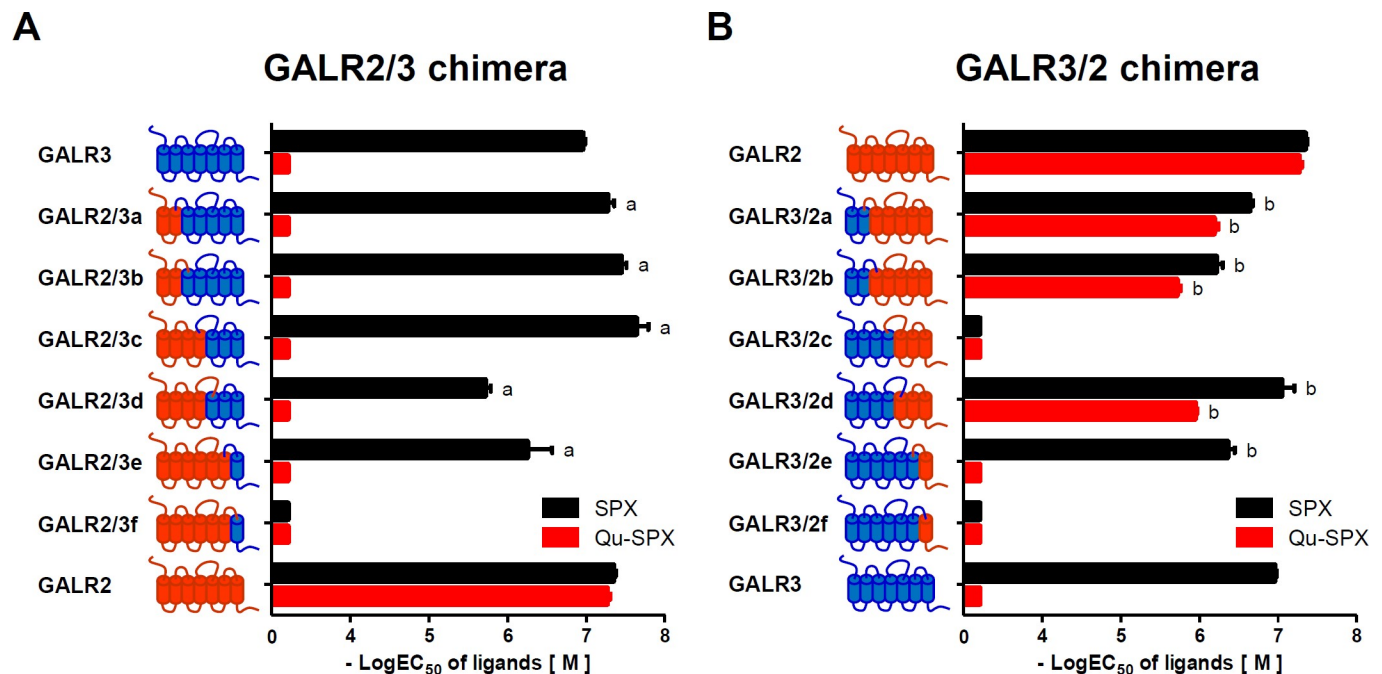 A
GALR2/3 chimera
GALR3
GALR2/3a
a
GALR2/3b
a
GALR2/3c
a
GALR2/3d
a
GALR2/3e
a
GALR2/3f
SPX
Qu-SPX
GALR2
0 4 5 6 7 8
- LogEC50 of ligands [ M ]
B
GALR3/2 chimera
GALR2
GALR3/2a
b
b
GALR3/2b
b
b
GALR3/2c
GALR3/2d
b
b
GALR3/2e
b
GALR3/2f
SPX
Qu-SPX
GALR3
0 4 5 6 7 8
- LogEC50 of ligands [ M ]